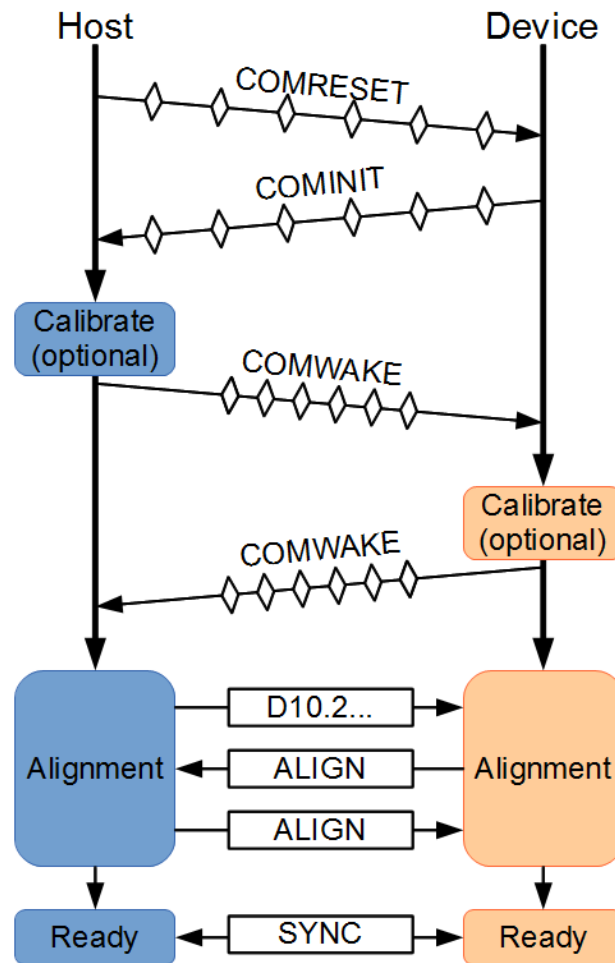 Host
Device
COMRESET
COMINIT
Calibrate
(optional)
COMWAKE
Calibrate
(optional)
COMWAKE
Alignment
D10.2...
ALIGN
ALIGN
Alignment
Ready
SYNC
Ready